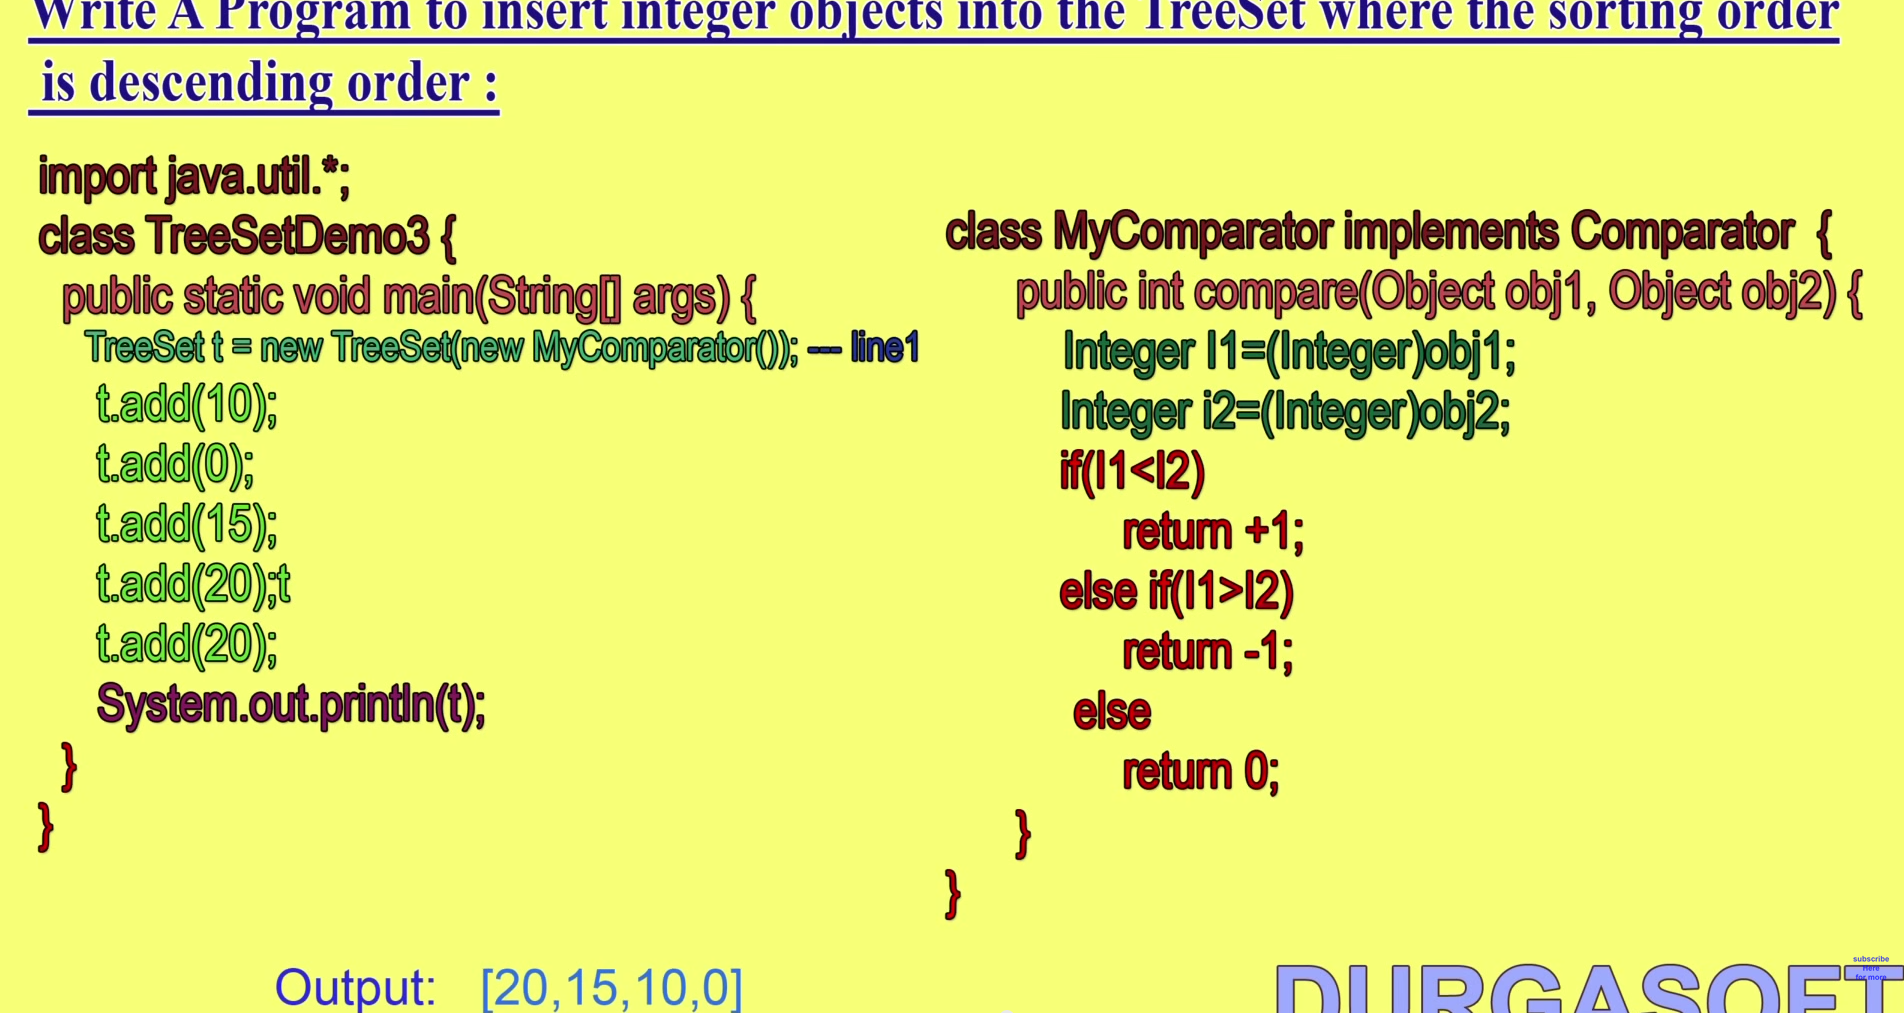 Write A Program to insert integer objects into the TreeSet where the sorting order
is descending order :
import java.util.*;
class TreeSetDemo3 {
public static void main(String[] args) {
TreeSet t = new TreeSet(new MyComparator()); --- line1
t.add(10);
t.add(0);
t.add(15);
t.add(20);t
t.add(20);
System.out.println(t);
}
}
class MyComparator implements Comparator {
public int compare(Object obj1, Object obj2) {
Integer I1=(Integer)obj1;
Integer i2=(Integer)obj2;
if(I1<I2)
return +1;
else if(I1>I2)
return -1;
else
return 0;
}
}
Output: [20,15,10,0]
DURGASOFT
subscribe
Here
for more